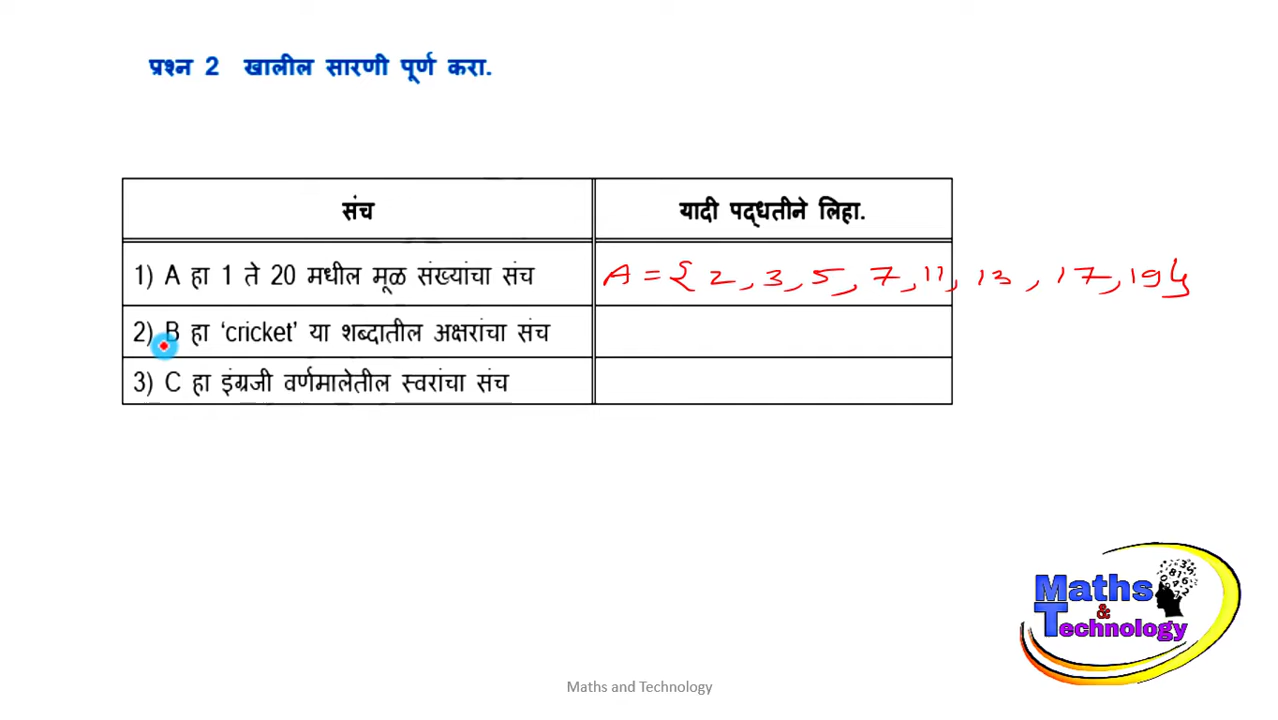 प्रश्न 2 खालील सारणी पूर्ण करा.
संच यादी पद्धतीने लिहा.
1) A हा 1 ते 20 मधील मूळ संख्यांचा संच A = { 2, 3, 5, 7, 11, 13, 17, 19}
2) B हा ‘cricket’ या शब्दातील अक्षरांचा संच
3) C हा इंग्रजी वर्णमालेतील स्वरांचा संच
Maths
&
Technology
Maths and Technology